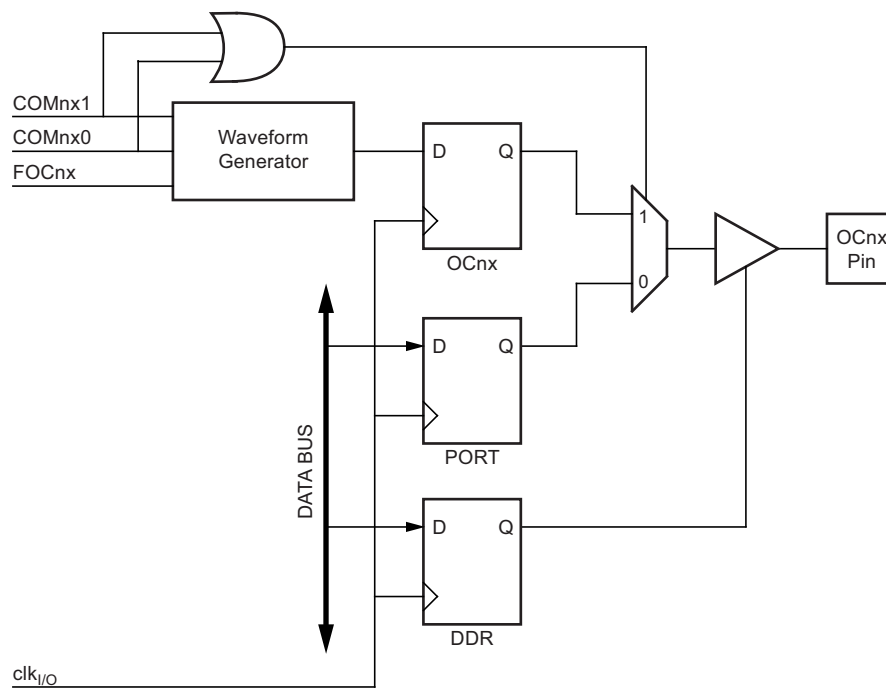 COMnx1
COMnx0
FOCnx
Waveform
Generator
D
Q
OCnx
1
0
OCnx
Pin
D
Q
PORT
DATA BUS
D
Q
DDR
clkI/O